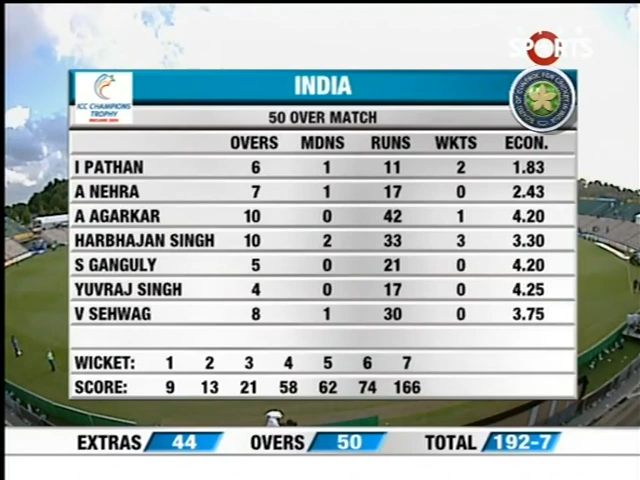 SPORTS
INDIA
ICC CHAMPIONS
TROPHY
50 OVER MATCH
OVERS MDNS RUNS WKTS ECON.
I PATHAN 6 1 11 2 1.83
A NEHRA 7 1 17 0 2.43
A AGARKAR 10 0 42 1 4.20
HARBHAJAN SINGH 10 2 33 3 3.30
S GANGULY 5 0 21 0 4.20
YUVRAJ SINGH 4 0 17 0 4.25
V SEHWAG 8 1 30 0 3.75
WICKET: 1 2 3 4 5 6 7
SCORE: 9 13 21 58 62 74 166
EXTRAS 44 OVERS 50 TOTAL 192-7